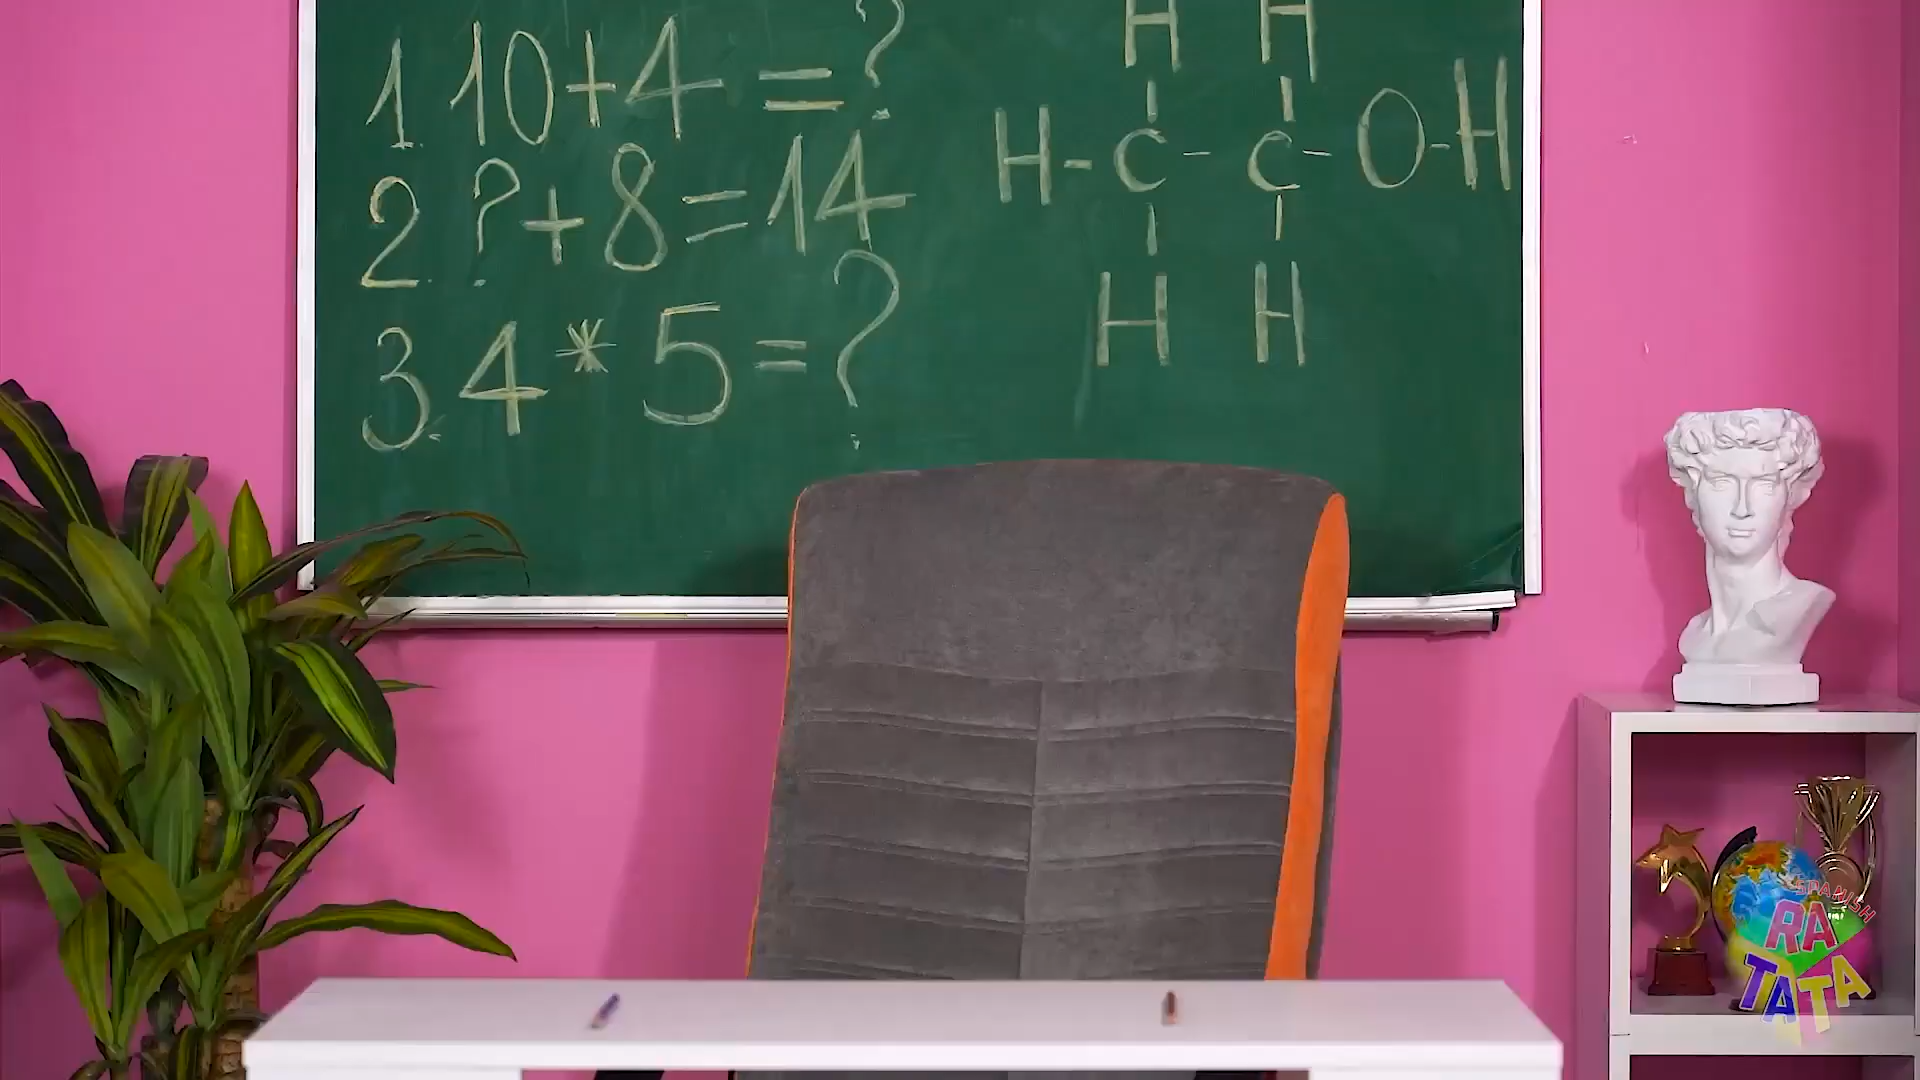 1. 10+4=?
2. ?+8=14
3. 4*5=?
H H
H-C-C-O-H
H H
SPANISH
RA
TATA